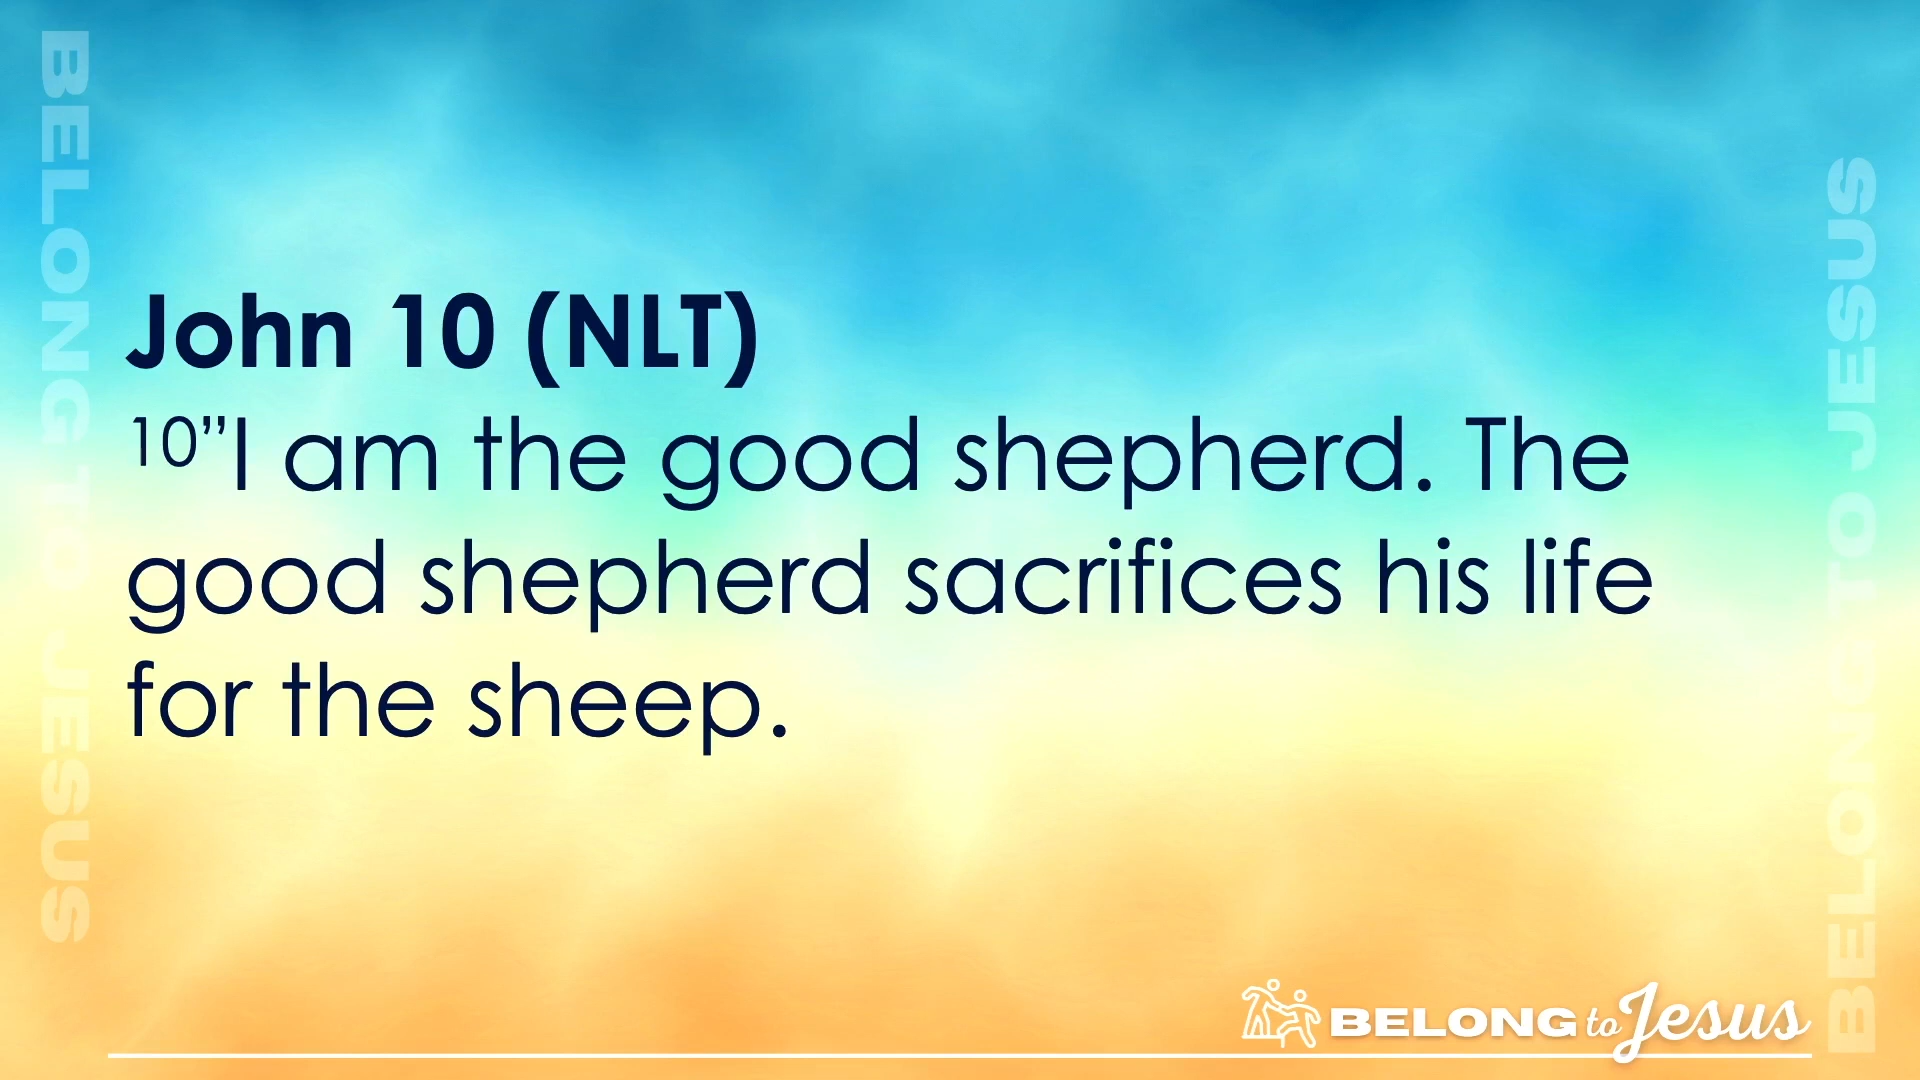 BELONG TO JESUS
John 10 (NLT)
10”I am the good shepherd. The
good shepherd sacrifices his life
for the sheep.
BELONG TO JESUS
BELONG to Jesus